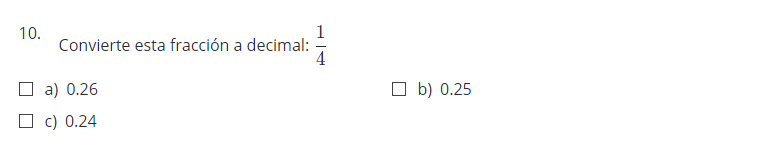 10. Convierte esta fracción a decimal: 1/4
a) 0.26
b) 0.25
c) 0.24